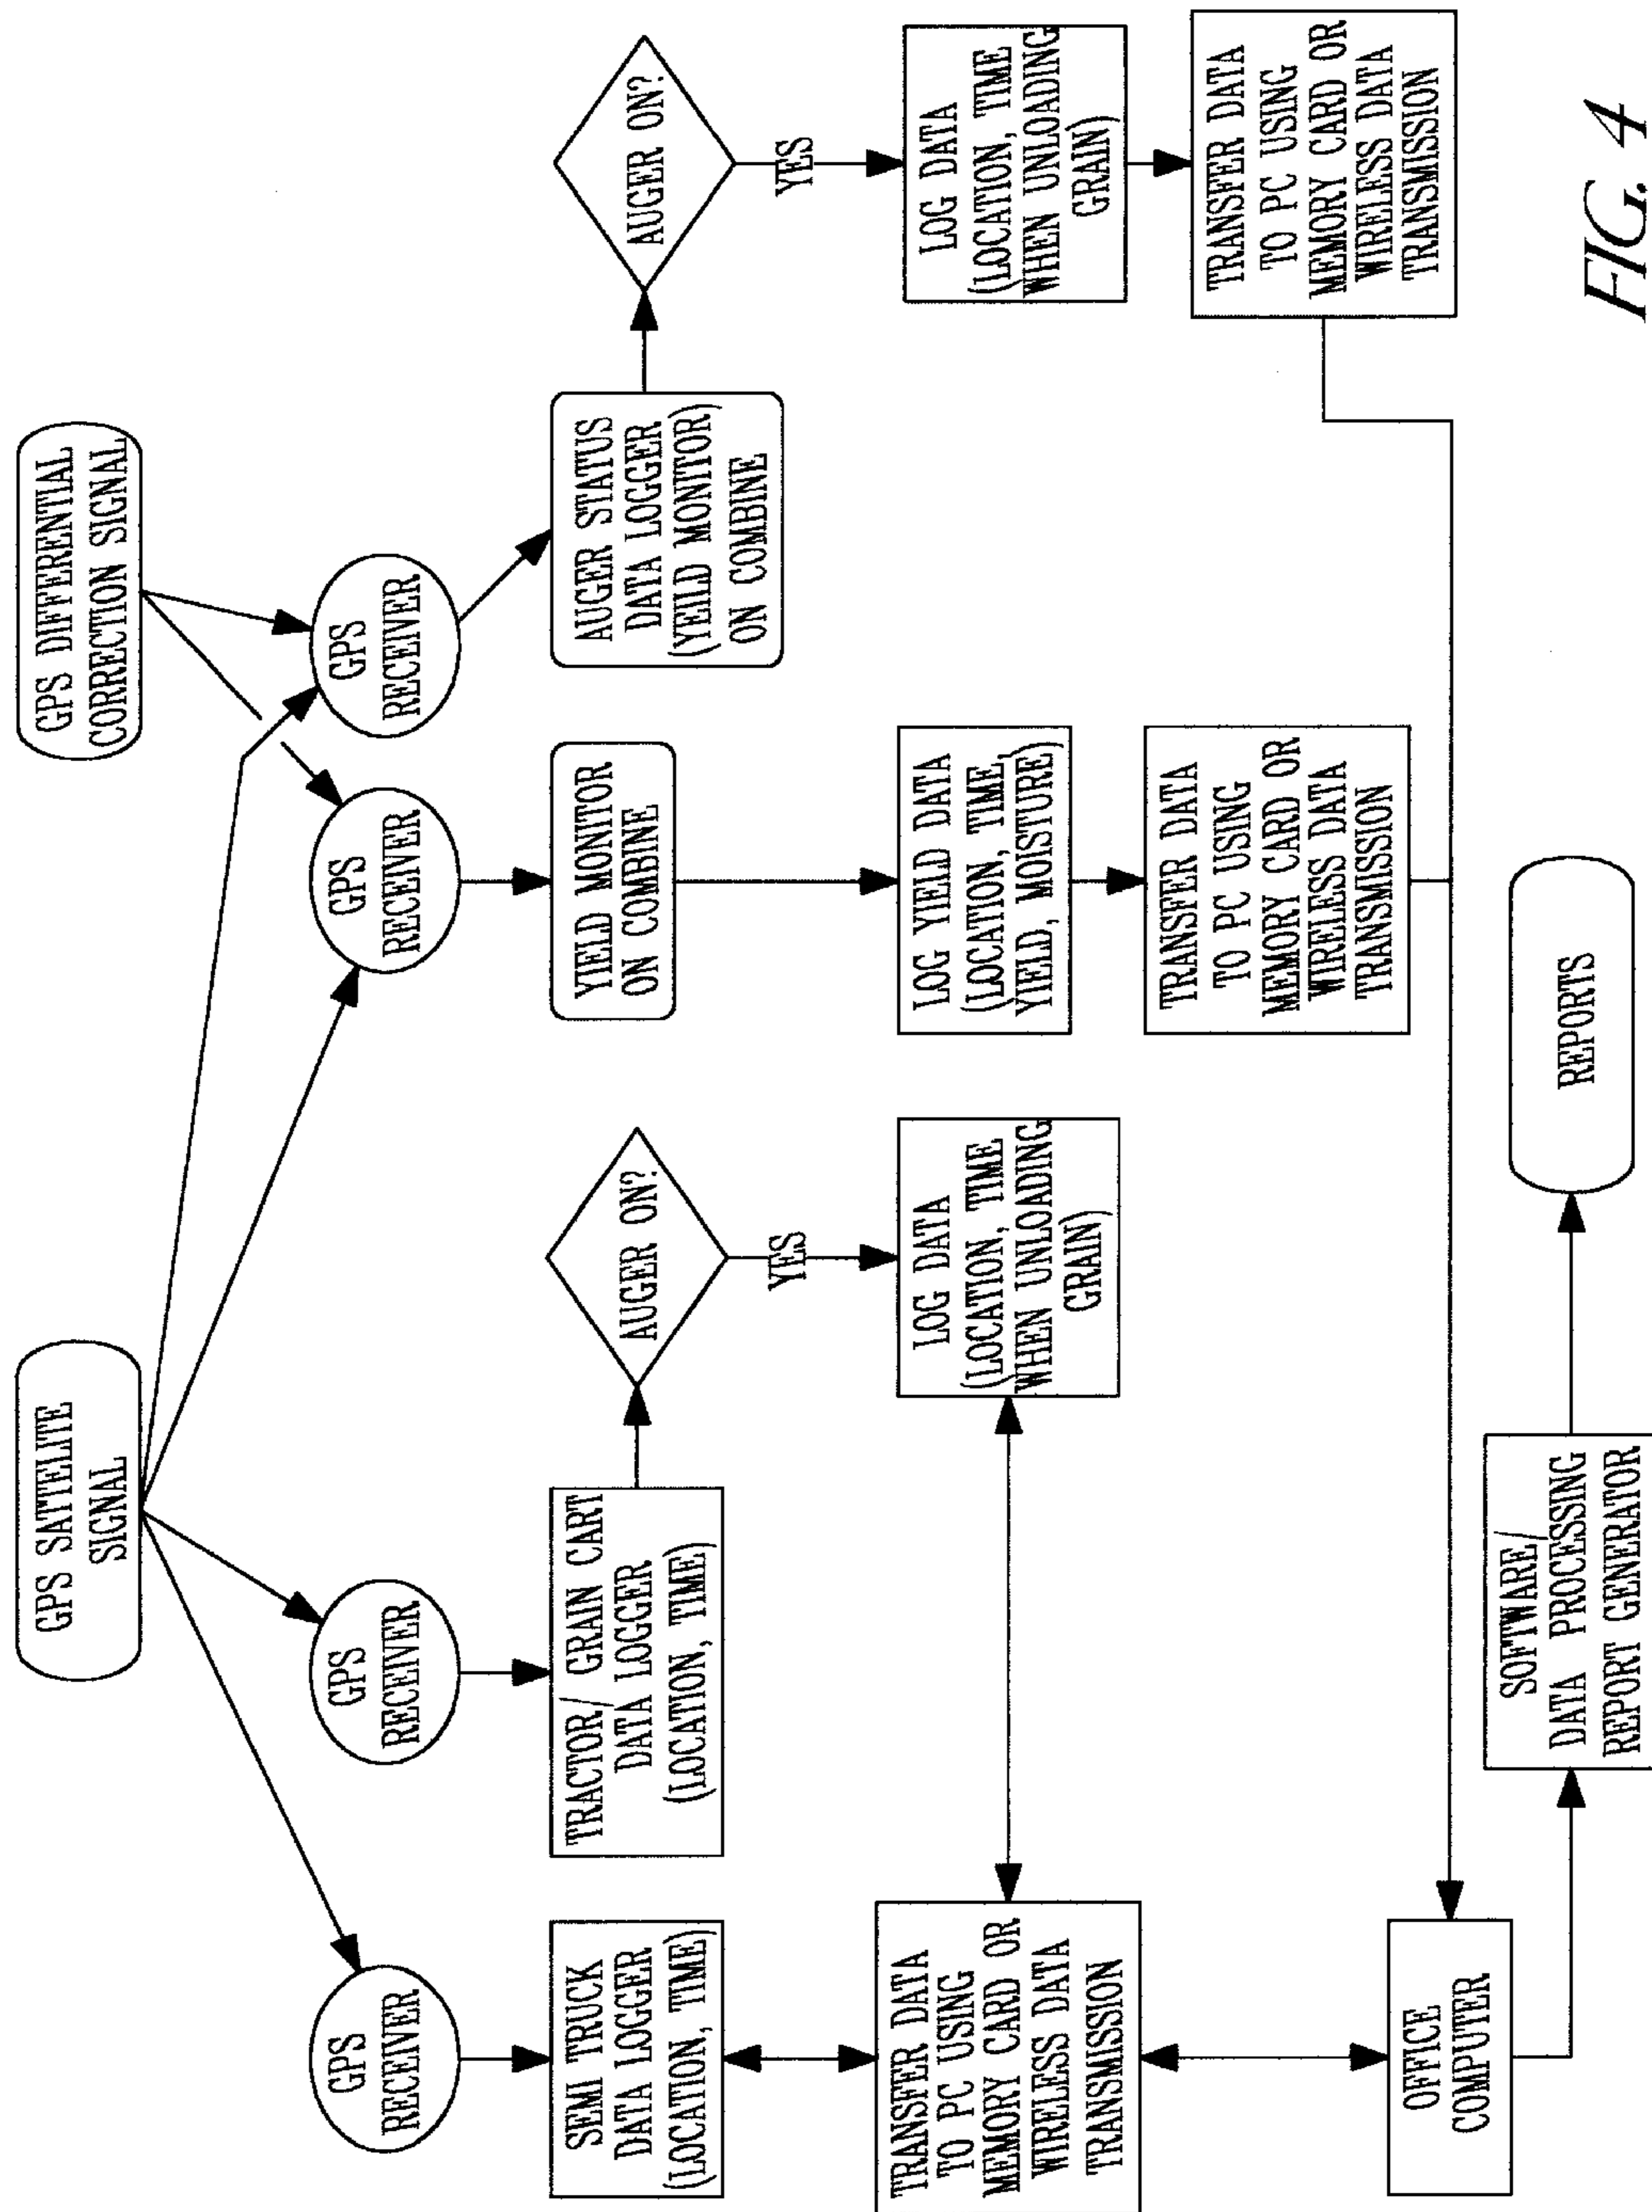 GPS SATTELITE
SIGNAL
GPS DIFFERENTIAL
CORRECTION SIGNAL
GPS
RECEIVER
GPS
RECEIVER
GPS
RECEIVER
GPS
RECEIVER
SEMI TRUCK
DATA LOGGER
(LOCATION, TIME)
TRACTOR/ GRAIN CART
DATA LOGGER
(LOCATION, TIME)
AUGER ON?
YES
YIELD MONITOR
ON COMBINE
AUGER STATUS
DATA LOGGER
(YEILD MONITOR)
ON COMBINE
AUGER ON?
YES
TRANSFER DATA
TO PC USING
MEMORY CARD OR
WIRELESS DATA
TRANSMISSION
LOG DATA
(LOCATION, TIME
WHEN UNLOADING
GRAIN)
LOG YIELD DATA
(LOCATION, TIME,
YIELD, MOISTURE)
LOG DATA
(LOCATION, TIME
WHEN UNLOADING
GRAIN)
TRANSFER DATA
TO PC USING
MEMORY CARD OR
WIRELESS DATA
TRANSMISSION
TRANSFER DATA
TO PC USING
MEMORY CARD OR
WIRELESS DATA
TRANSMISSION
OFFICE
COMPUTER
SOFTWARE/
DATA PROCESSING
REPORT GENERATOR
REPORTS
FIG. 4